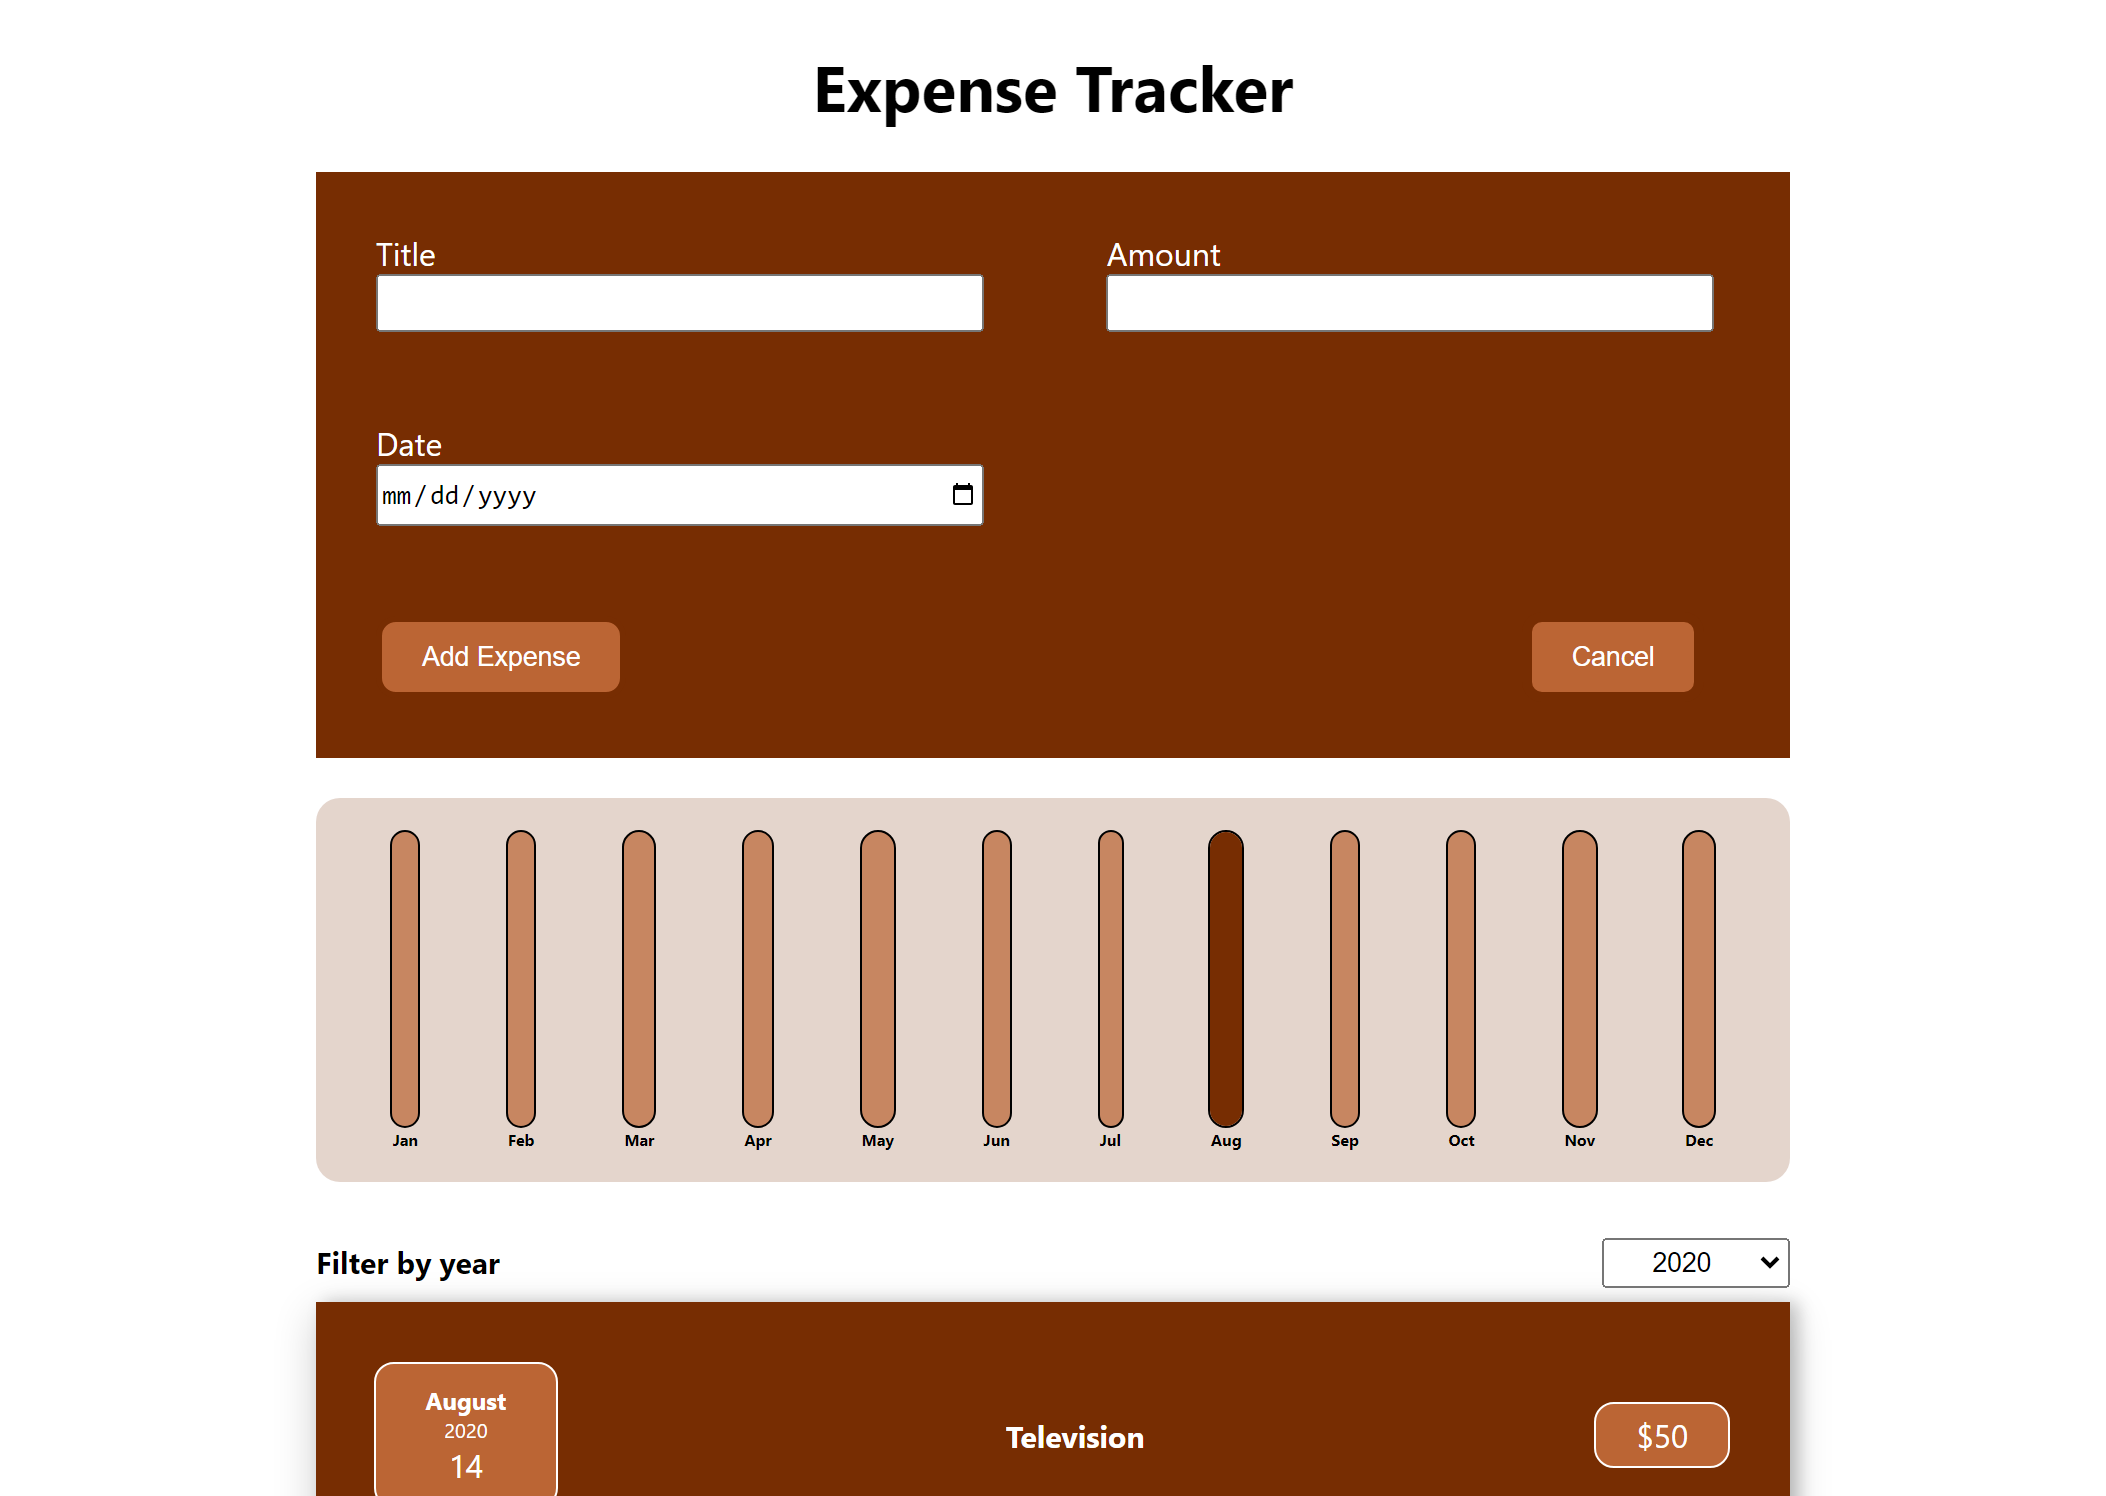 Expense Tracker
Title Amount
Date
mm/dd/yyyy
Add Expense Cancel
Jan Feb Mar Apr May Jun Jul Aug Sep Oct Nov Dec
Filter by year 2020
August
2020
14
Television
$50